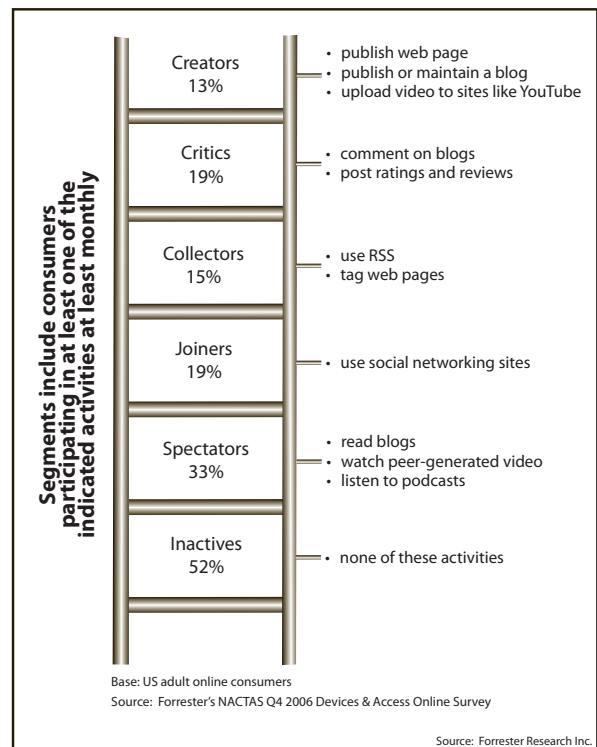 Segments include consumers
participating in at least one of the
indicated activities at least monthly
Creators
13%
• publish web page
• publish or maintain a blog
• upload video to sites like YouTube
Critics
19%
• comment on blogs
• post ratings and reviews
Collectors
15%
• use RSS
• tag web pages
Joiners
19%
• use social networking sites
Spectators
33%
• read blogs
• watch peer-generated video
• listen to podcasts
Inactives
52%
• none of these activities
Base: US adult online consumers
Source: Forrester’s NACTAS Q4 2006 Devices & Access Online Survey
Source: Forrester Research Inc.